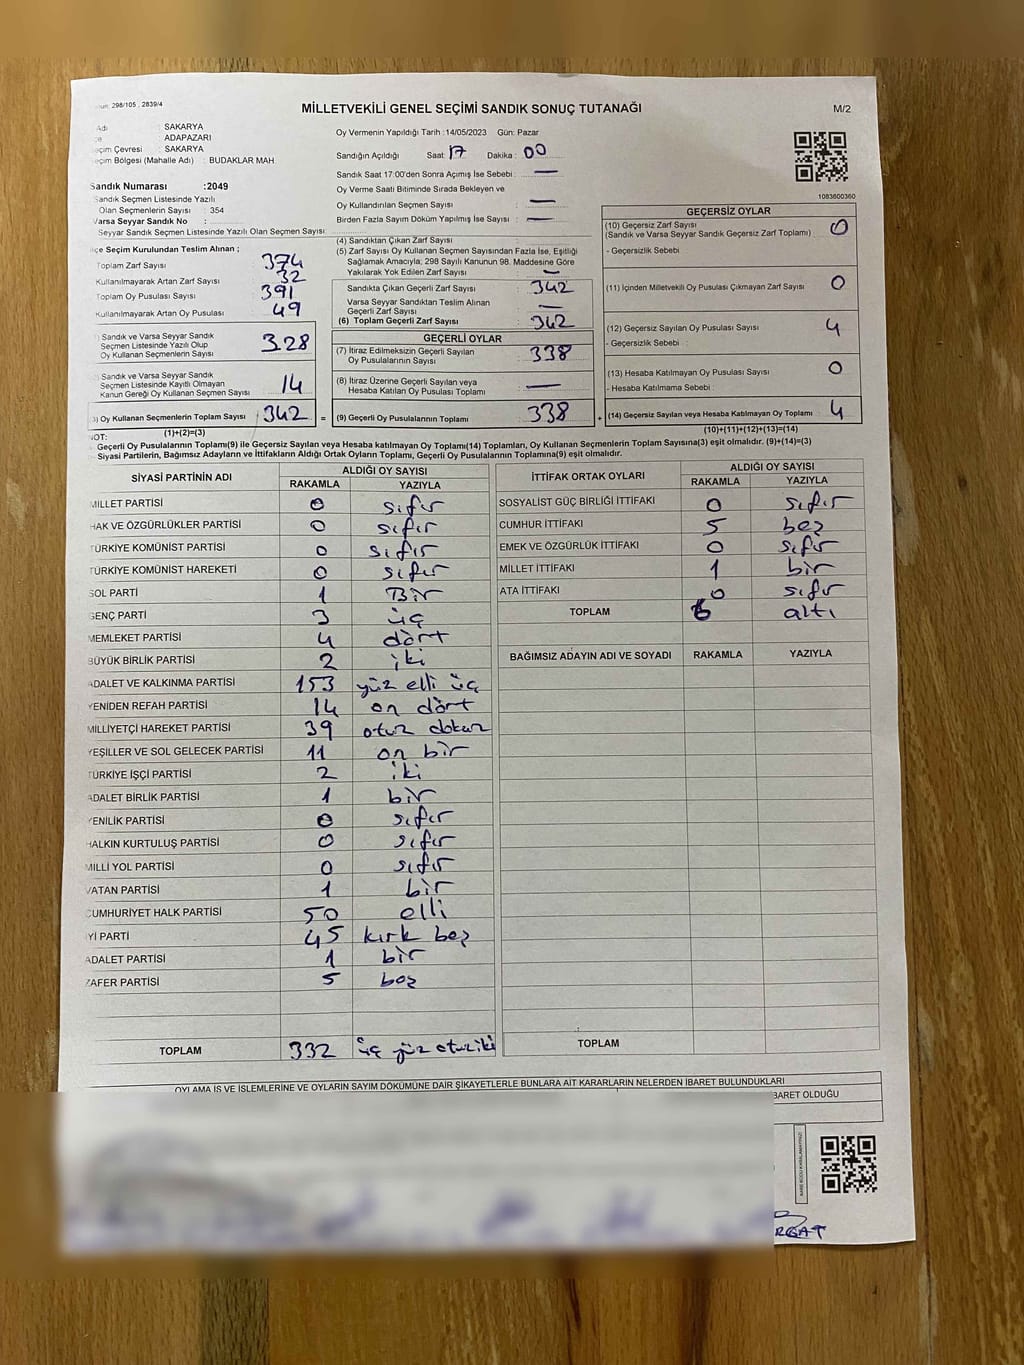 298/105 , 2839/4
MİLLETVEKİLİ GENEL SEÇİMİ SANDIK SONUÇ TUTANAĞI
M/2
Adı : SAKARYA
ADAPAZARI
eçim Çevresi : SAKARYA
eçim Bölgesi (Mahalle Adı) : BUDAKLAR MAH.
Sandık Numarası :2049
Sandık Seçmen Listesinde Yazılı
Olan Seçmenlerin Sayısı : 354
Varsa Seyyar Sandık No :
Seyyar Sandık Seçmen Listesinde Yazılı Olan Seçmen Sayısı:
Oy Vermenin Yapıldığı Tarih :14/05/2023 Gün: Pazar
Sandığın Açıldığı Saat: 17 Dakika : 00
Sandık Saat 17:00'den Sonra Açımış İse Sebebi : —
Oy Verme Saati Bitiminde Sırada Bekleyen ve
Oy Kullandırılan Seçmen Sayısı : —
Birden Fazla Sayım Döküm Yapılmış İse Sayısı : —
1083600360
lçe Seçim Kurulundan Teslim Alınan ;
Toplam Zarf Sayısı 374
Kullanılmayarak Artan Zarf Sayısı 32
Toplam Oy Pusulası Sayısı 391
Kullanılmayarak Artan Oy Pusulası 49
) Sandık ve Varsa Seyyar Sandık
Seçmen Listesinde Yazılı Olup
Oy Kullanan Seçmenlerin Sayısı 328
) Sandık ve Varsa Seyyar Sandık
Seçmen Listesinde Kayıtlı Olmayan
Kanun Gereği Oy Kullanan Seçmen Sayısı 14
3) Oy Kullanan Seçmenlerin Toplam Sayısı 342 =
(1)+(2)=(3)
(4) Sandıktan Çıkan Zarf Sayısı :
(5) Zarf Sayısı Oy Kullanan Seçmen Sayısından Fazla İse, Eşitliği
Sağlamak Amacıyla; 298 Sayılı Kanunun 98. Maddesine Göre
Yakılarak Yok Edilen Zarf Sayısı : —
Sandıkta Çıkan Geçerli Zarf Sayısı : 342
Varsa Seyyar Sandıktan Teslim Alınan
Geçerli Zarf Sayısı : —
(6) Toplam Geçerli Zarf Sayısı : 342
GEÇERLİ OYLAR
(7) İtiraz Edilmeksizin Geçerli Sayılan
Oy Pusulalarının Sayısı : 338
(8) İtiraz Üzerine Geçerli Sayılan veya
Hesaba Katılan Oy Pusulası Toplamı : —
(9) Geçerli Oy Pusulalarının Toplamı : 338 +
GEÇERSİZ OYLAR
(10) Geçersiz Zarf Sayısı : 0
(Sandık ve Varsa Seyyar Sandık Geçersiz Zarf Toplamı)
- Geçersizlik Sebebi :
(11) İçinden Milletvekili Oy Pusulası Çıkmayan Zarf Sayısı : 0
(12) Geçersiz Sayılan Oy Pusulası Sayısı : 4
- Geçersizlik Sebebi :
(13) Hesaba Katılmayan Oy Pusulası Sayısı : 0
- Hesaba Katılmama Sebebi :
(14) Geçersiz Sayılan veya Hesaba Katılmayan Oy Toplamı : 4
(10)+(11)+(12)+(13)=(14)
NOT:
Geçerli Oy Pusulalarının Toplamı(9) ile Geçersiz Sayılan veya Hesaba katılmayan Oy Toplamı(14) Toplamları, Oy Kullanan Seçmenlerin Toplam Sayısına(3) eşit olmalıdır. (9)+(14)=(3)
Siyasi Partilerin, Bağımsız Adayların ve İttifakların Aldığı Ortak Oyların Toplamı, Geçerli Oy Pusulalarının Toplamına(9) eşit olmalıdır.
SİYASİ PARTİNİN ADI ALDIĞI OY SAYISI
RAKAMLA YAZIYLA
MİLLET PARTİSİ 0 sıfır
HAK VE ÖZGÜRLÜKLER PARTİSİ 0 sıfır
TÜRKİYE KOMÜNİST PARTİSİ 0 sıfır
TÜRKİYE KOMÜNİST HAREKETİ 0 sıfır
SOL PARTİ 1 Bir
GENÇ PARTİ 3 üç
MEMLEKET PARTİSİ 4 dört
BÜYÜK BİRLİK PARTİSİ 2 iki
ADALET VE KALKINMA PARTİSİ 153 yüz elli üç
YENİDEN REFAH PARTİSİ 14 on dört
MİLLİYETÇİ HAREKET PARTİSİ 39 otuz dokuz
YEŞİLLER VE SOL GELECEK PARTİSİ 11 on bir
TÜRKİYE İŞÇİ PARTİSİ 2 iki
ADALET BİRLİK PARTİSİ 1 bir
YENİLİK PARTİSİ 0 sıfır
HALKIN KURTULUŞ PARTİSİ 0 sıfır
MİLLİ YOL PARTİSİ 0 sıfır
VATAN PARTİSİ 1 bir
CUMHURİYET HALK PARTİSİ 50 elli
İYİ PARTİ 45 kırk beş
ADALET PARTİSİ 1 bir
ZAFER PARTİSİ 5 beş
TOPLAM 332 üç yüz otuziki
İTTİFAK ORTAK OYLARI ALDIĞI OY SAYISI
RAKAMLA YAZIYLA
SOSYALİST GÜÇ BİRLİĞİ İTTİFAKI 0 sıfır
CUMHUR İTTİFAKI 5 beş
EMEK VE ÖZGÜRLÜK İTTİFAKI 0 sıfır
MİLLET İTTİFAKI 1 bir
ATA İTTİFAKI 0 sıfır
TOPLAM 6 altı
BAĞIMSIZ ADAYIN ADI VE SOYADI RAKAMLA YAZIYLA
TOPLAM
OYLAMA İŞ VE İŞLEMLERİNE VE OYLARIN SAYIM DÖKÜMÜNE DAİR ŞİKAYETLERLE BUNLARA AİT KARARLARIN NELERDEN İBARET BULUNDUKLARI
BARET OLDUĞU